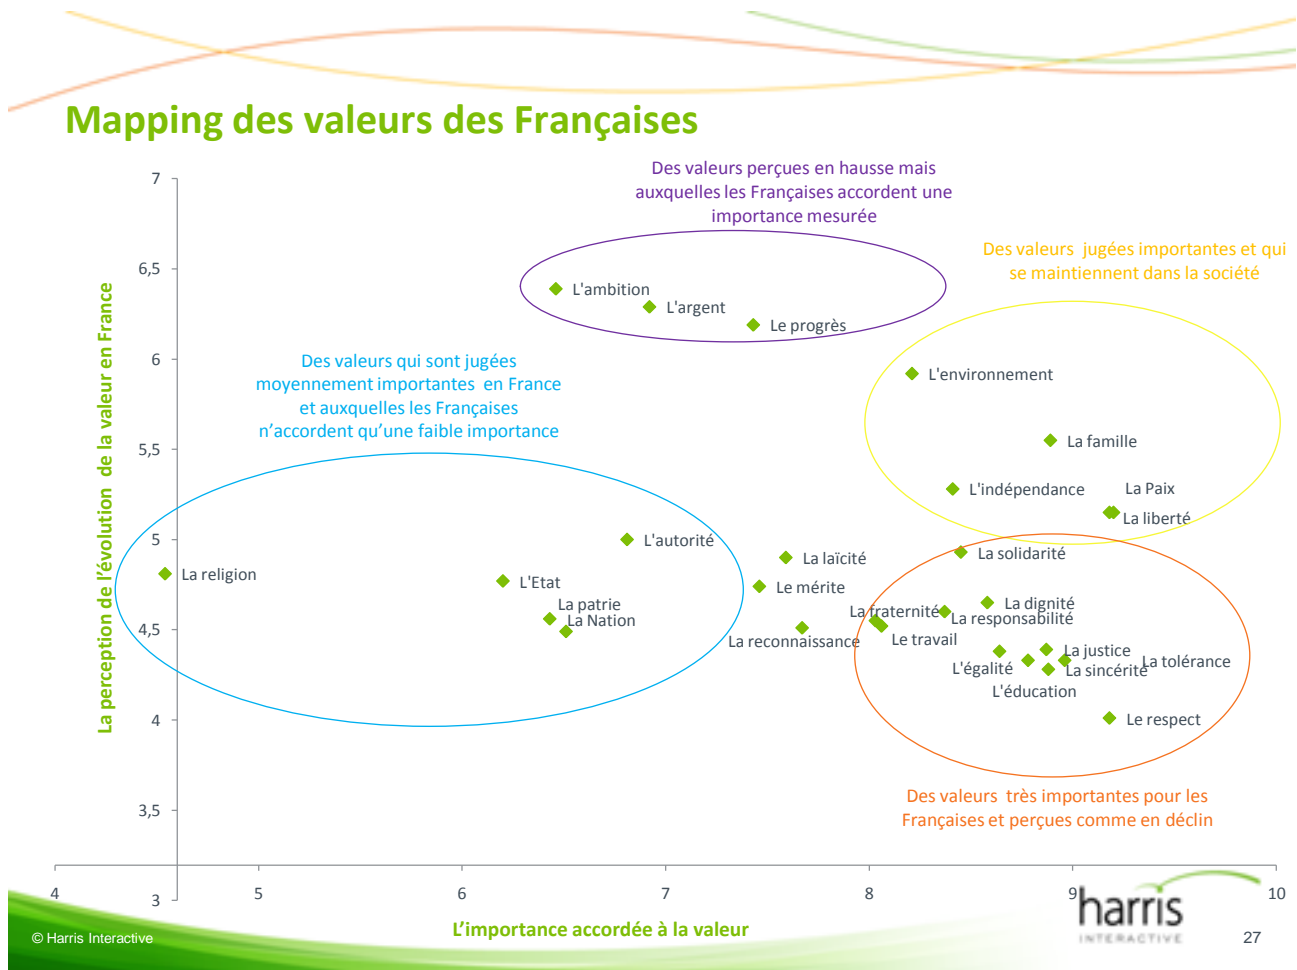 Mapping des valeurs des Françaises
Des valeurs perçues en hausse mais
auxquelles les Françaises accordent une
importance mesurée
Des valeurs jugées importantes et qui
se maintiennent dans la société
Des valeurs qui sont jugées
moyennement importantes en France
et auxquelles les Françaises
n’accordent qu’une faible importance
La perception de l’évolution de la valeur en France
7
6,5
6
5,5
5
4,5
4
3,5
3
L'ambition
L'argent
Le progrès
L'environnement
La famille
L'indépendance
La Paix
La liberté
L'autorité
La religion
L'Etat
La patrie
La Nation
La laïcité
Le mérite
La reconnaissance
La solidarité
La dignité
La fraternité
La responsabilité
Le travail
La justice
La tolérance
L'égalité
La sincérité
L'éducation
Le respect
Des valeurs très importantes pour les
Françaises et perçues comme en déclin
4
5
6
7
8
9
10
L’importance accordée à la valeur
© Harris Interactive
harris
INTERACTIVE
27